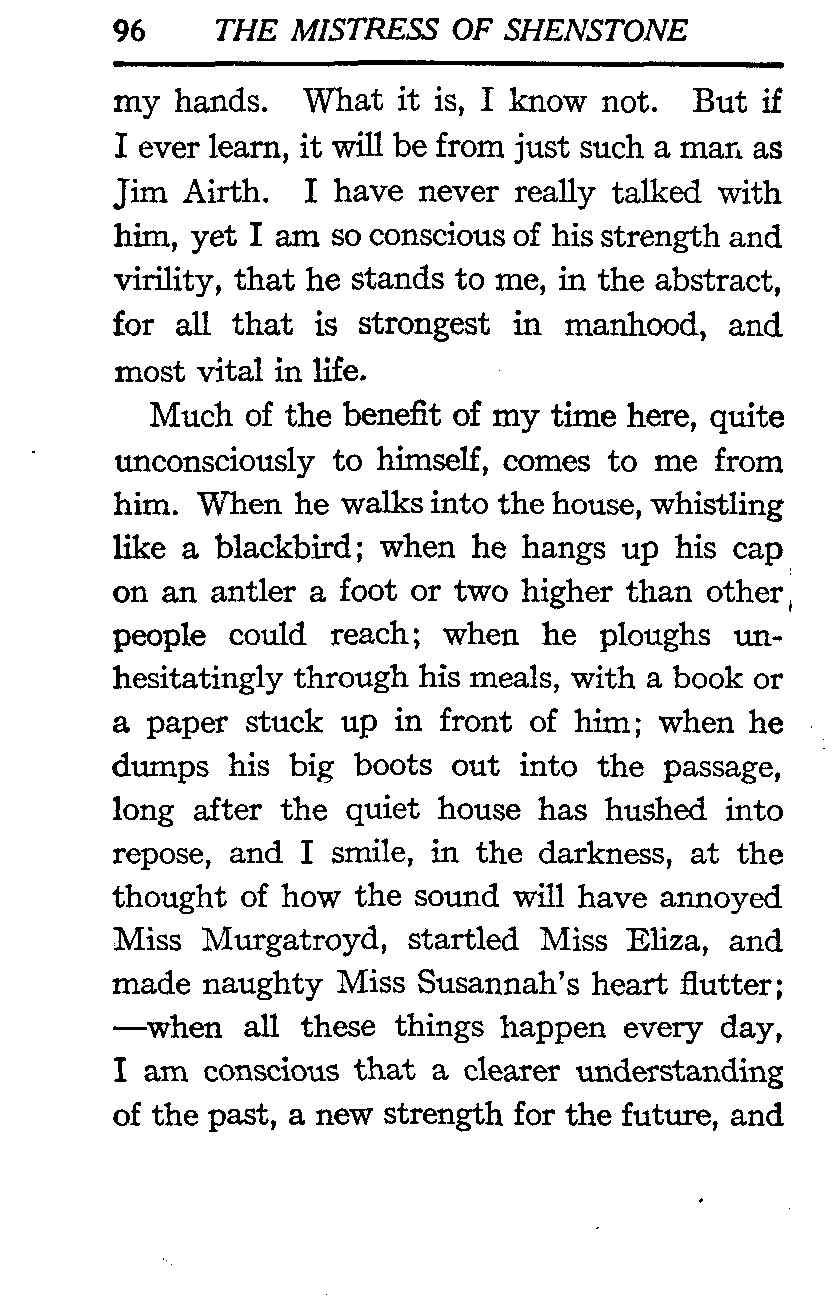 96 THE MISTRESS OF SHENSTONE
my hands. What it is, I know not. But if
I ever learn, it will be from just such a man as
Jim Airth. I have never really talked with
him, yet I am so conscious of his strength and
virility, that he stands to me, in the abstract,
for all that is strongest in manhood, and
most vital in life.
Much of the benefit of my time here, quite
unconsciously to himself, comes to me from
him. When he walks into the house, whistling
like a blackbird; when he hangs up his cap
on an antler a foot or two higher than other
people could reach; when he ploughs un-
hesitatingly through his meals, with a book or
a paper stuck up in front of him; when he
dumps his big boots out into the passage,
long after the quiet house has hushed into
repose, and I smile, in the darkness, at the
thought of how the sound will have annoyed
Miss Murgatroyd, startled Miss Eliza, and
made naughty Miss Susannah's heart flutter;
—when all these things happen every day,
I am conscious that a clearer understanding
of the past, a new strength for the future, and